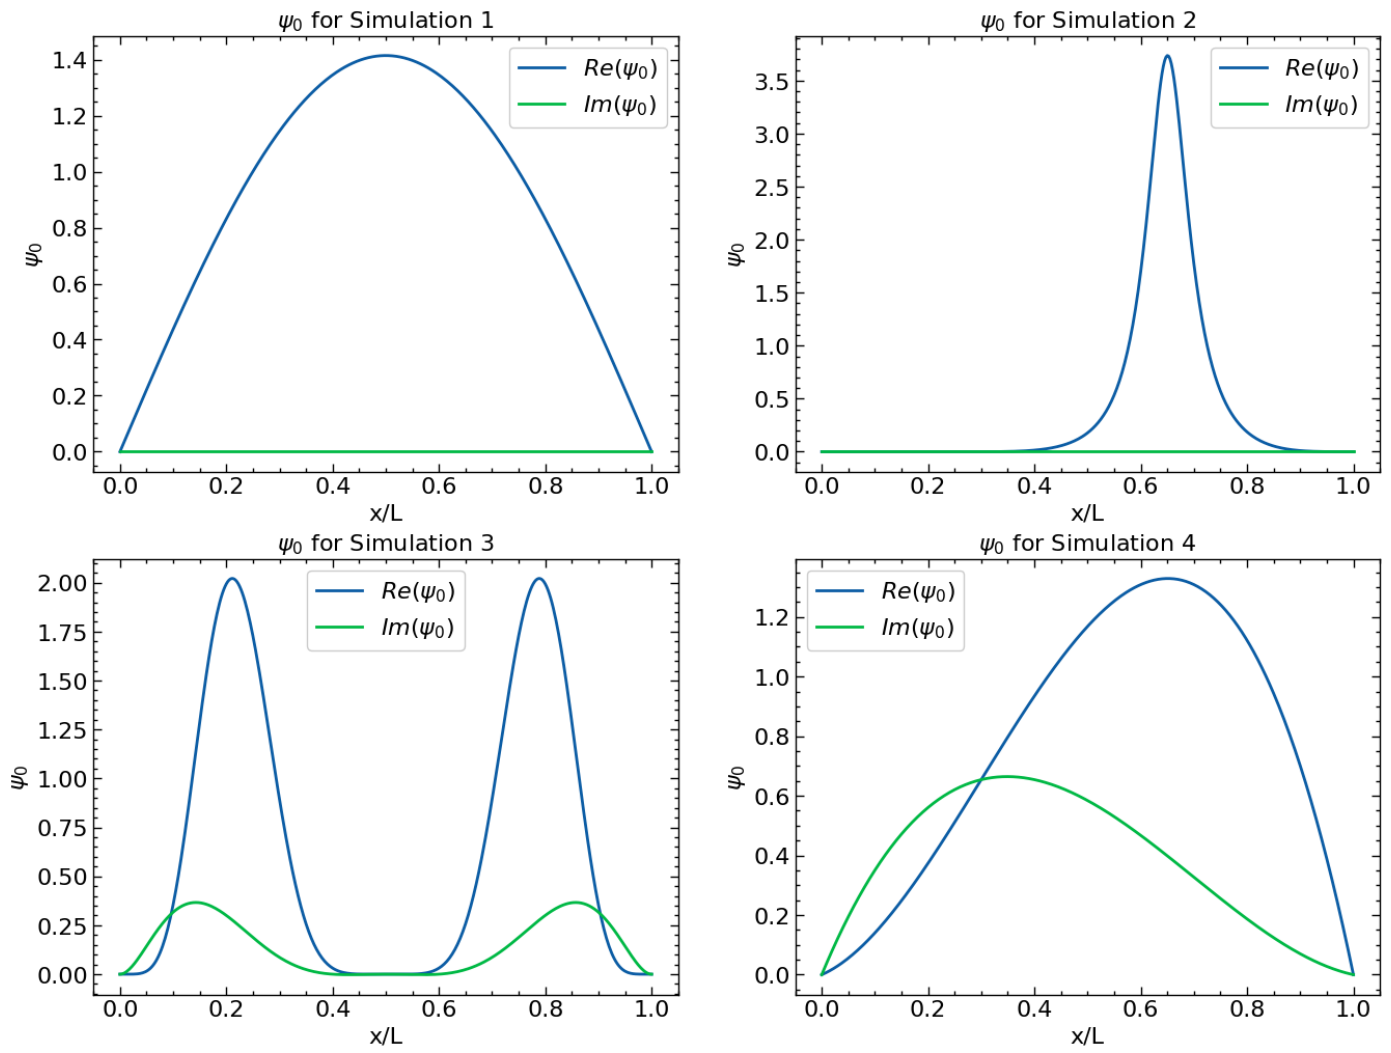 ψ₀ for Simulation 1
1.4
1.2
1.0
0.8
0.6
0.4
0.2
0.0
ψ₀
Re(ψ₀)
Im(ψ₀)
0.0 0.2 0.4 0.6 0.8 1.0
x/L
ψ₀ for Simulation 2
3.5
3.0
2.5
2.0
1.5
1.0
0.5
0.0
ψ₀
Re(ψ₀)
Im(ψ₀)
0.0 0.2 0.4 0.6 0.8 1.0
x/L
ψ₀ for Simulation 3
2.00
1.75
1.50
1.25
1.00
0.75
0.50
0.25
0.00
ψ₀
Re(ψ₀)
Im(ψ₀)
0.0 0.2 0.4 0.6 0.8 1.0
x/L
ψ₀ for Simulation 4
1.2
1.0
0.8
0.6
0.4
0.2
0.0
ψ₀
Re(ψ₀)
Im(ψ₀)
0.0 0.2 0.4 0.6 0.8 1.0
x/L